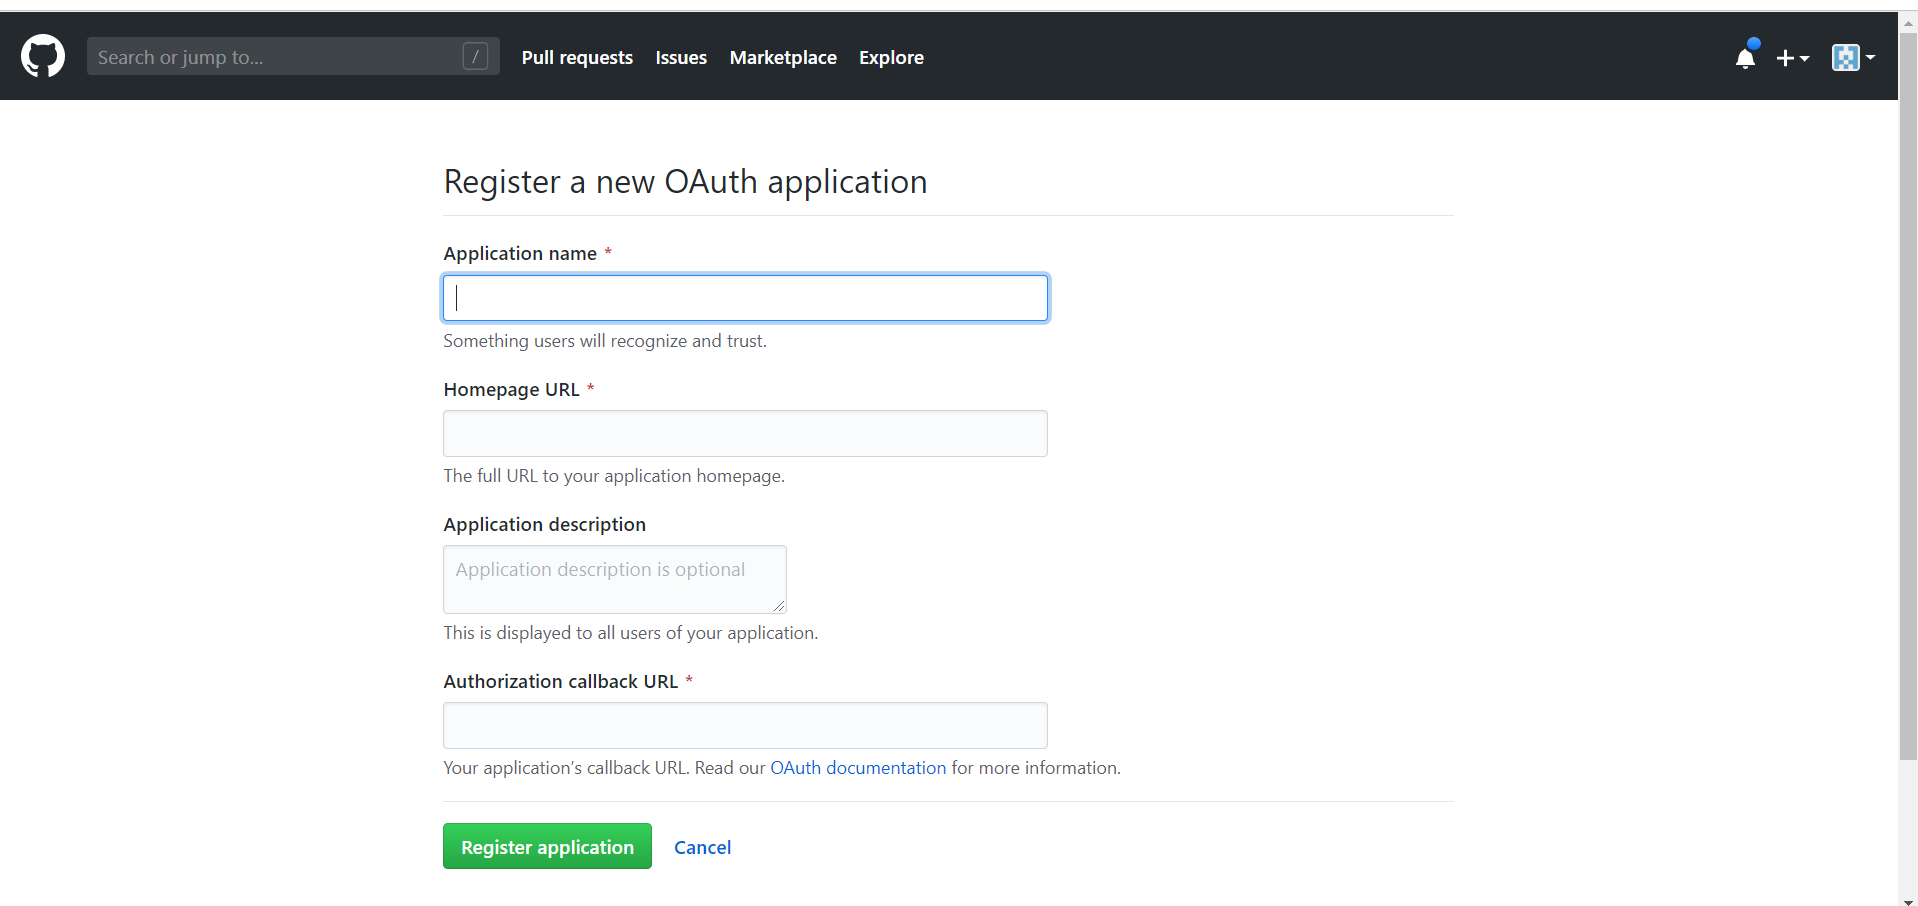 Search or jump to... /
Pull requests Issues Marketplace Explore
Register a new OAuth application
Application name *
Something users will recognize and trust.
Homepage URL *
The full URL to your application homepage.
Application description
Application description is optional
This is displayed to all users of your application.
Authorization callback URL *
Your application’s callback URL. Read our OAuth documentation for more information.
Register application Cancel